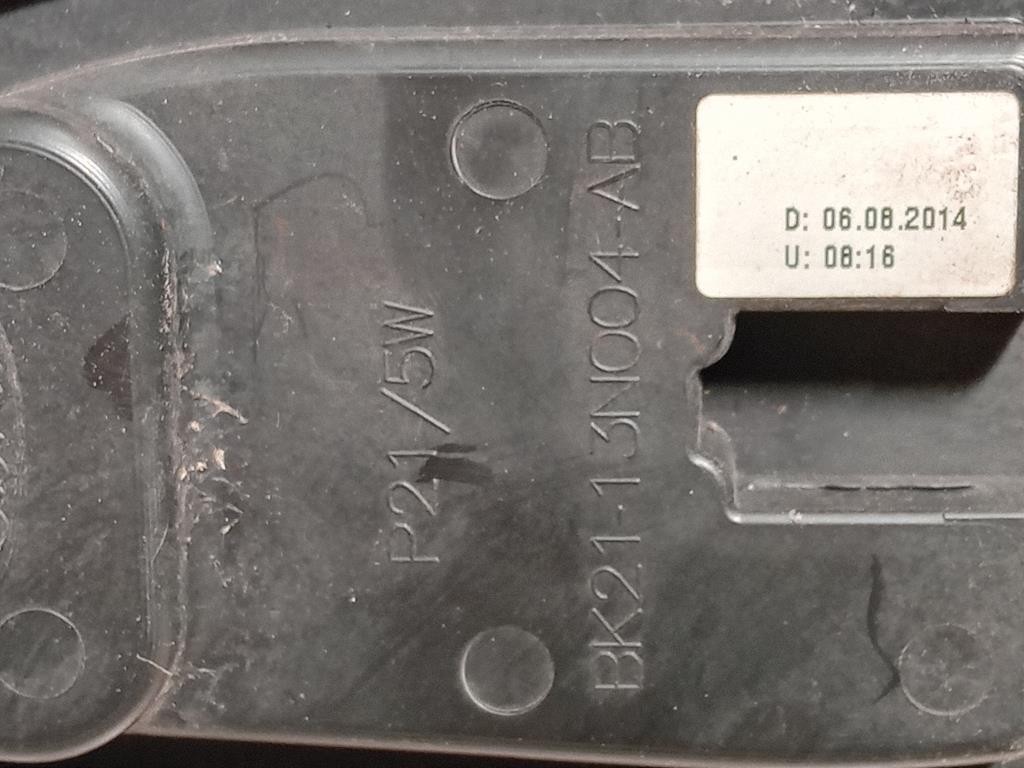 P21/5W
BK21-13N004-AB
D: 06.08.2014
U: 08:16